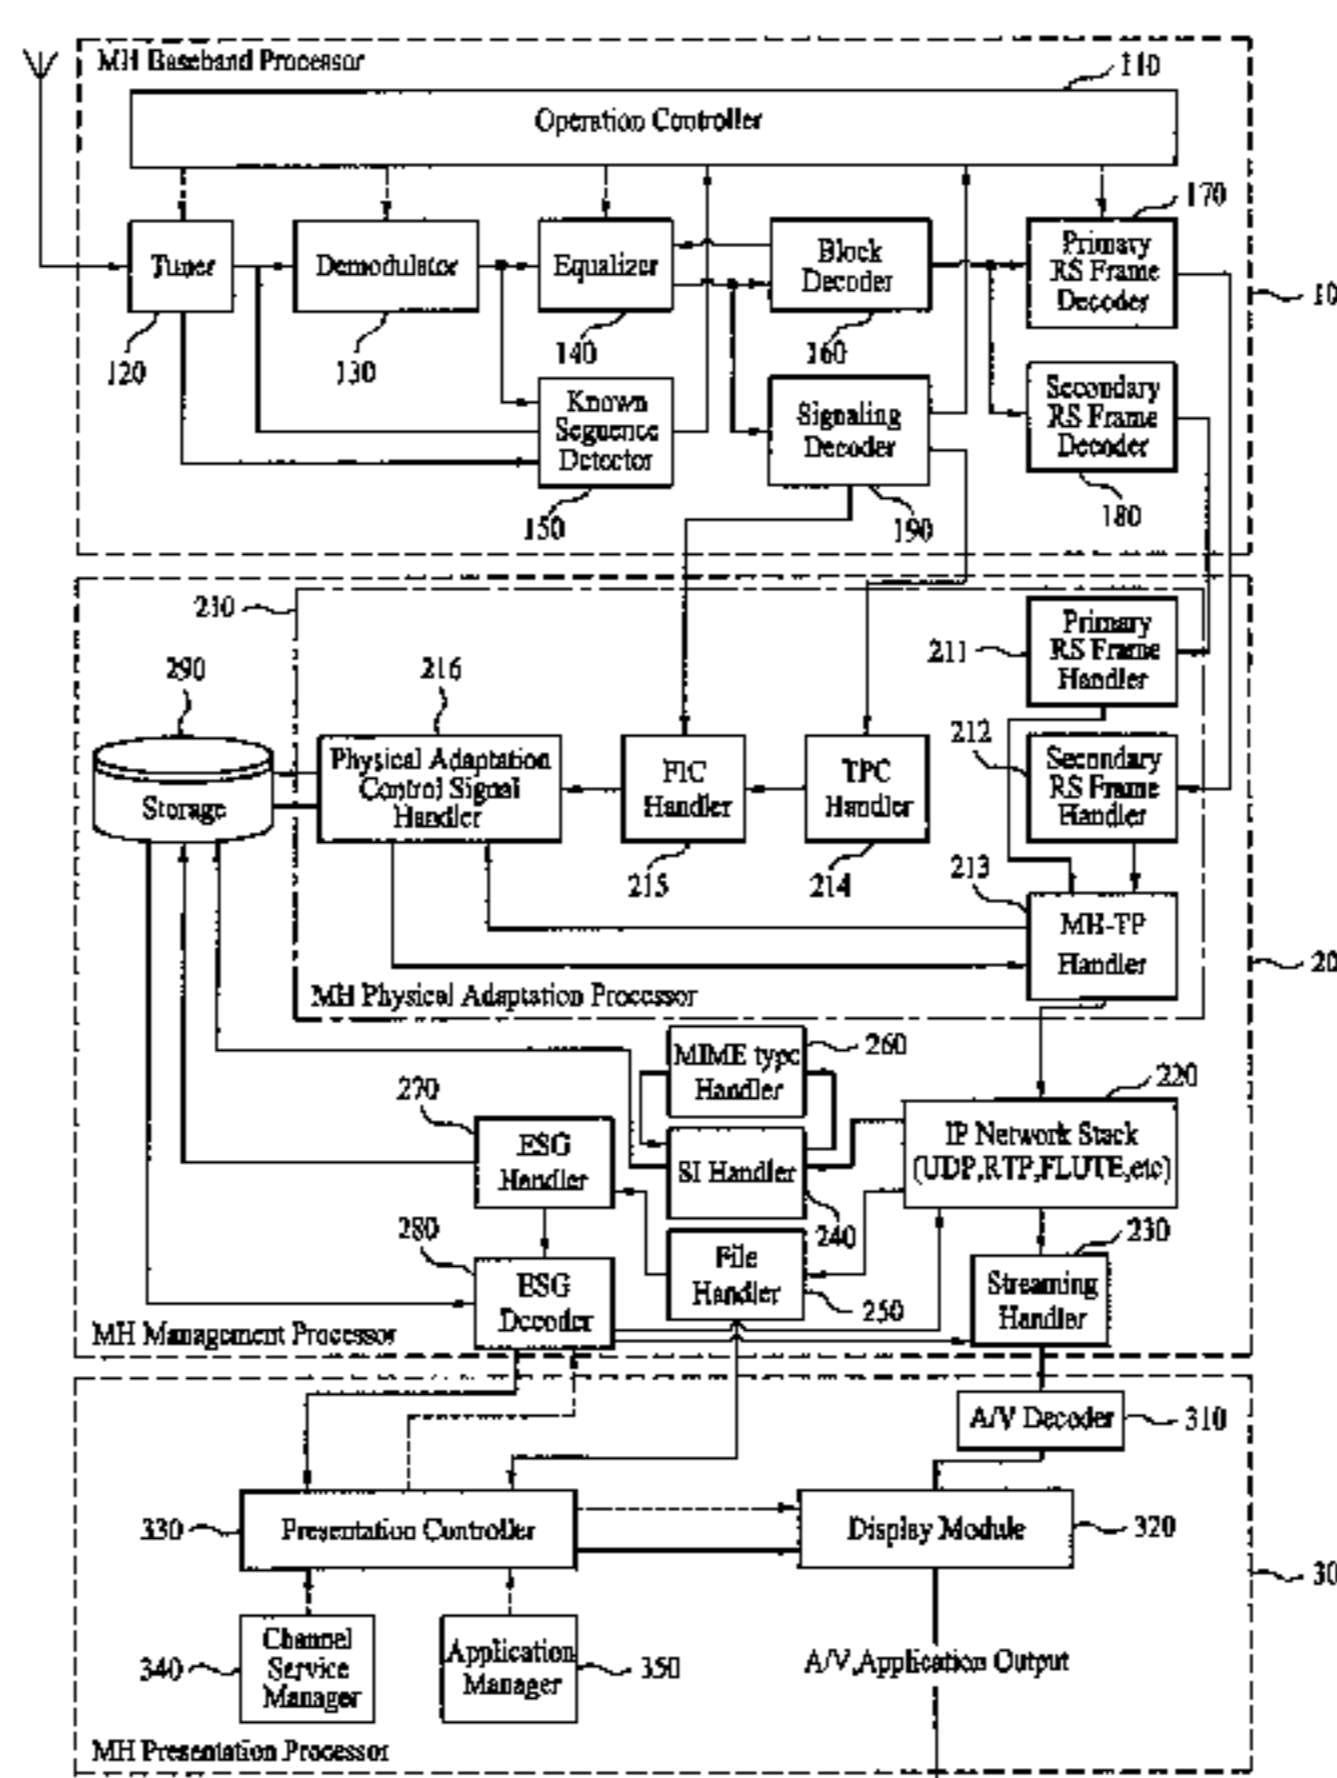 MH Baseband Processor
110
Operation Controller
170
Tuner
Demodulator
Equalizer
Block
Decoder
Primary
RS Frame
Decoder
10
120
130
140
160
Known
Sequence
Detector
Signaling
Decoder
Secondary
RS Frame
Decoder
150
190
180
210
290
216
211
Primary
RS Frame
Handler
Storage
Physical Adaptation
Control Signal
Handler
FIC
Handler
TPC
Handler
212
Secondary
RS Frame
Handler
215
214
213
MH-TP
Handler
20
MH Physical Adaptation Processor
MIME type
Handler
260
270
220
ESG
Handler
SI Handler
IP Network Stack
(UDP,RTP,FLUTE,etc)
240
280
230
ESG
Decoder
File
Handler
250
Streaming
Handler
MH Management Processor
A/V Decoder
310
330
Presentation Controller
Display Module
320
30
340
Channel
Service
Manager
Application
Manager
350
A/V,Application Output
MH Presentation Processor